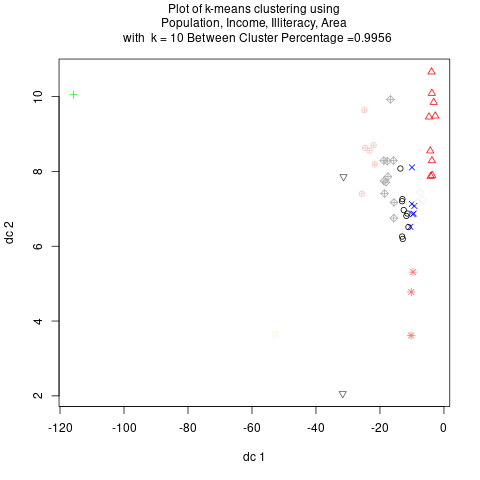 Plot of k-means clustering using
Population, Income, Illiteracy, Area
with k = 10 Between Cluster Percentage =0.9956
dc 2
10
8
6
4
2
-120
-100
-80
-60
-40
-20
0
dc 1